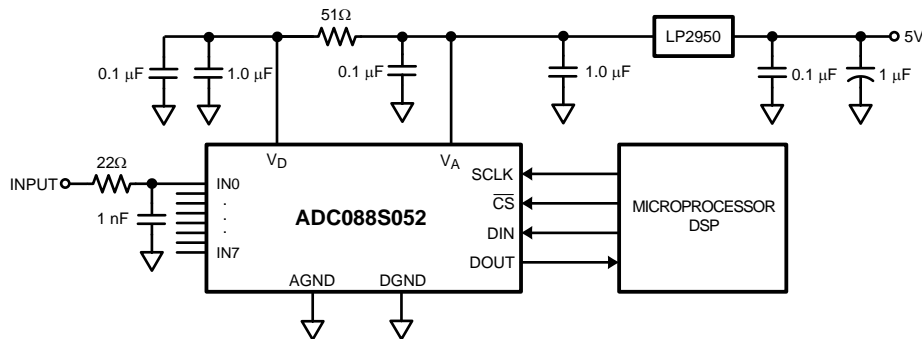 51Ω
LP2950
5V
0.1 µF
1.0 µF
0.1 µF
1.0 µF
0.1 µF
1 µF
22Ω
INPUT
1 nF
V_D
V_A
IN0
.
.
.
IN7
ADC088S052
SCLK
C̅S̅
DIN
DOUT
AGND
DGND
MICROPROCESSOR
DSP